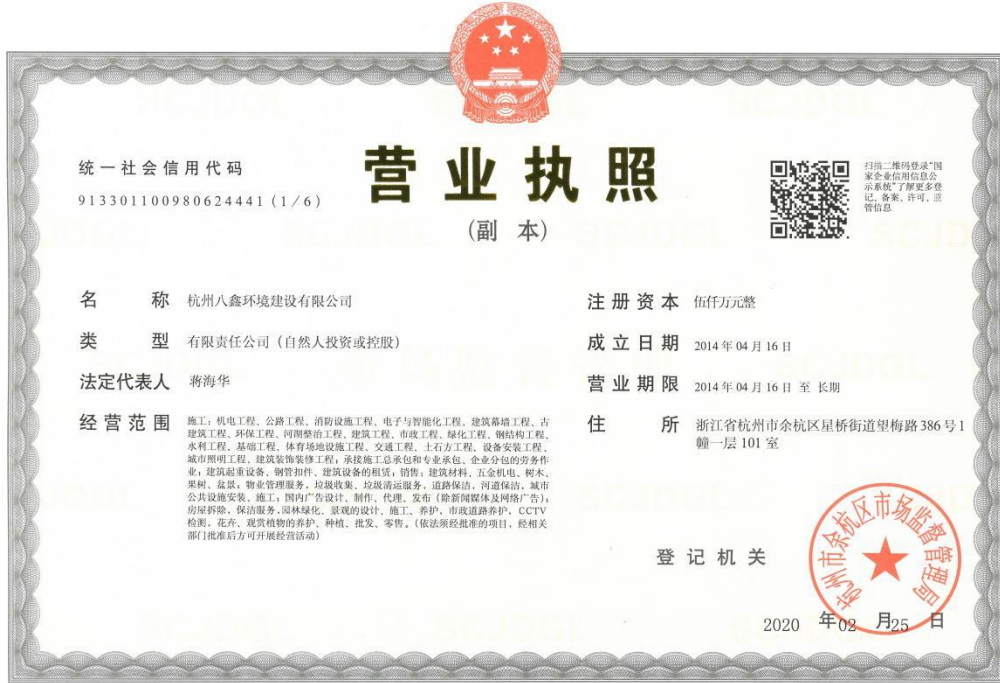 营业执照
(副 本)
统一社会信用代码
913301100980624441 (1/6)
扫描二维码登录“国
家企业信用信息公
示系统”了解更多登
记、备案、许可、监
管信息
名 称 杭州八鑫环境建设有限公司
类 型 有限责任公司（自然人投资或控股）
法定代表人 蒋海华
经营范围 施工：机电工程、公路工程、消防设施工程、电子与智能化工程、建筑幕墙工程、古
建筑工程、环保工程、河湖整治工程、建筑工程、市政工程、绿化工程、钢结构工程、
水利工程、基础工程、体育场地设施工程、交通工程、土石方工程、设备安装工程、
城市照明工程、建筑装饰装修工程；承接施工总承包和专业承包、企业分包的劳务作
业；建筑起重设备、钢管扣件、建筑设备的租赁；销售：建筑材料、五金机电、树木、
果树、盆景；物业管理服务，垃圾收集、垃圾清运服务，道路保洁，河道保洁，城市
公共设施安装、施工；国内广告设计、制作、代理、发布（除新闻媒体及网络广告）；
房屋拆除，保洁服务，园林绿化、景观的设计、施工、养护，市政道路养护，CCTV
检测，花卉、观赏植物的养护、种植、批发、零售。（依法须经批准的项目，经相关
部门批准后方可开展经营活动）
注册资本 伍仟万元整
成立日期 2014年04月16日
营业期限 2014年04月16日 至 长期
住 所 浙江省杭州市余杭区星桥街道望梅路386号1
幢一层101室
登记机关
杭州市余杭区市场监督管理局
2020 年02 月25 日